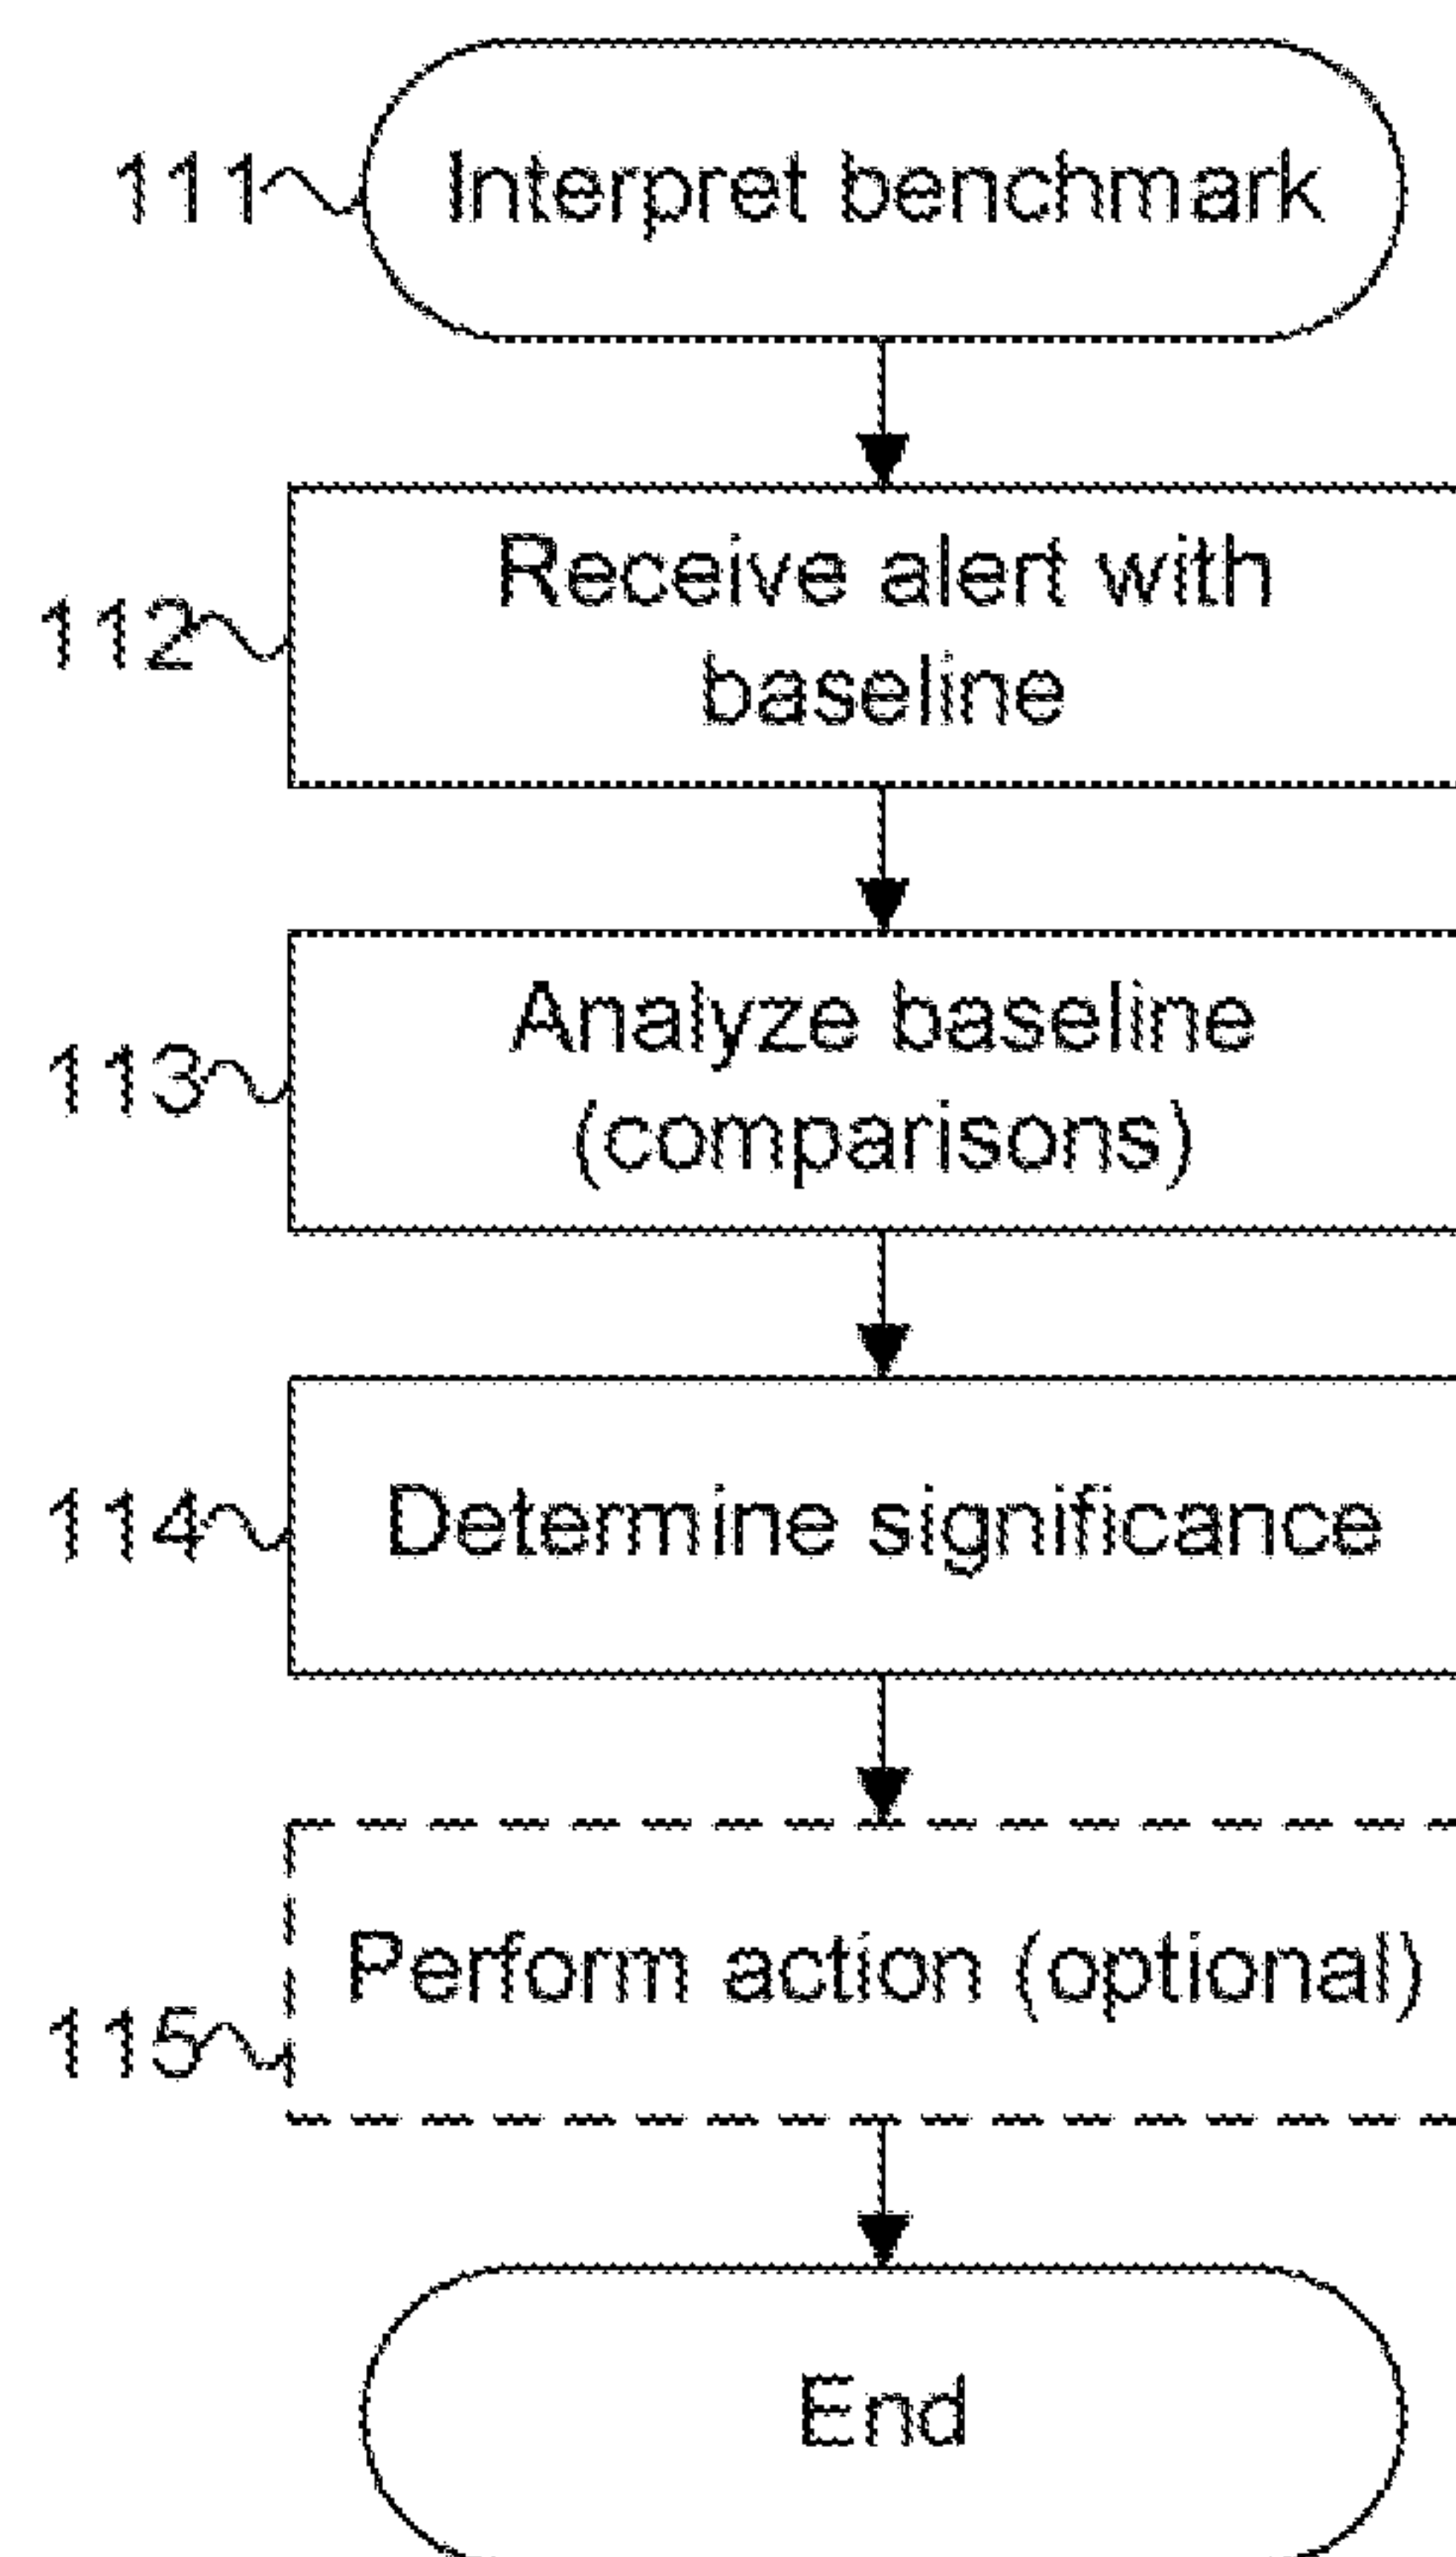 111
Interpret benchmark
112
Receive alert with
baseline
113
Analyze baseline
(comparisons)
114
Determine significance
115
Perform action (optional)
End